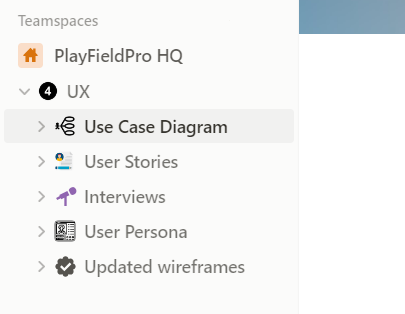 Teamspaces
PlayFieldPro HQ
4 UX
Use Case Diagram
User Stories
Interviews
User Persona
Updated wireframes